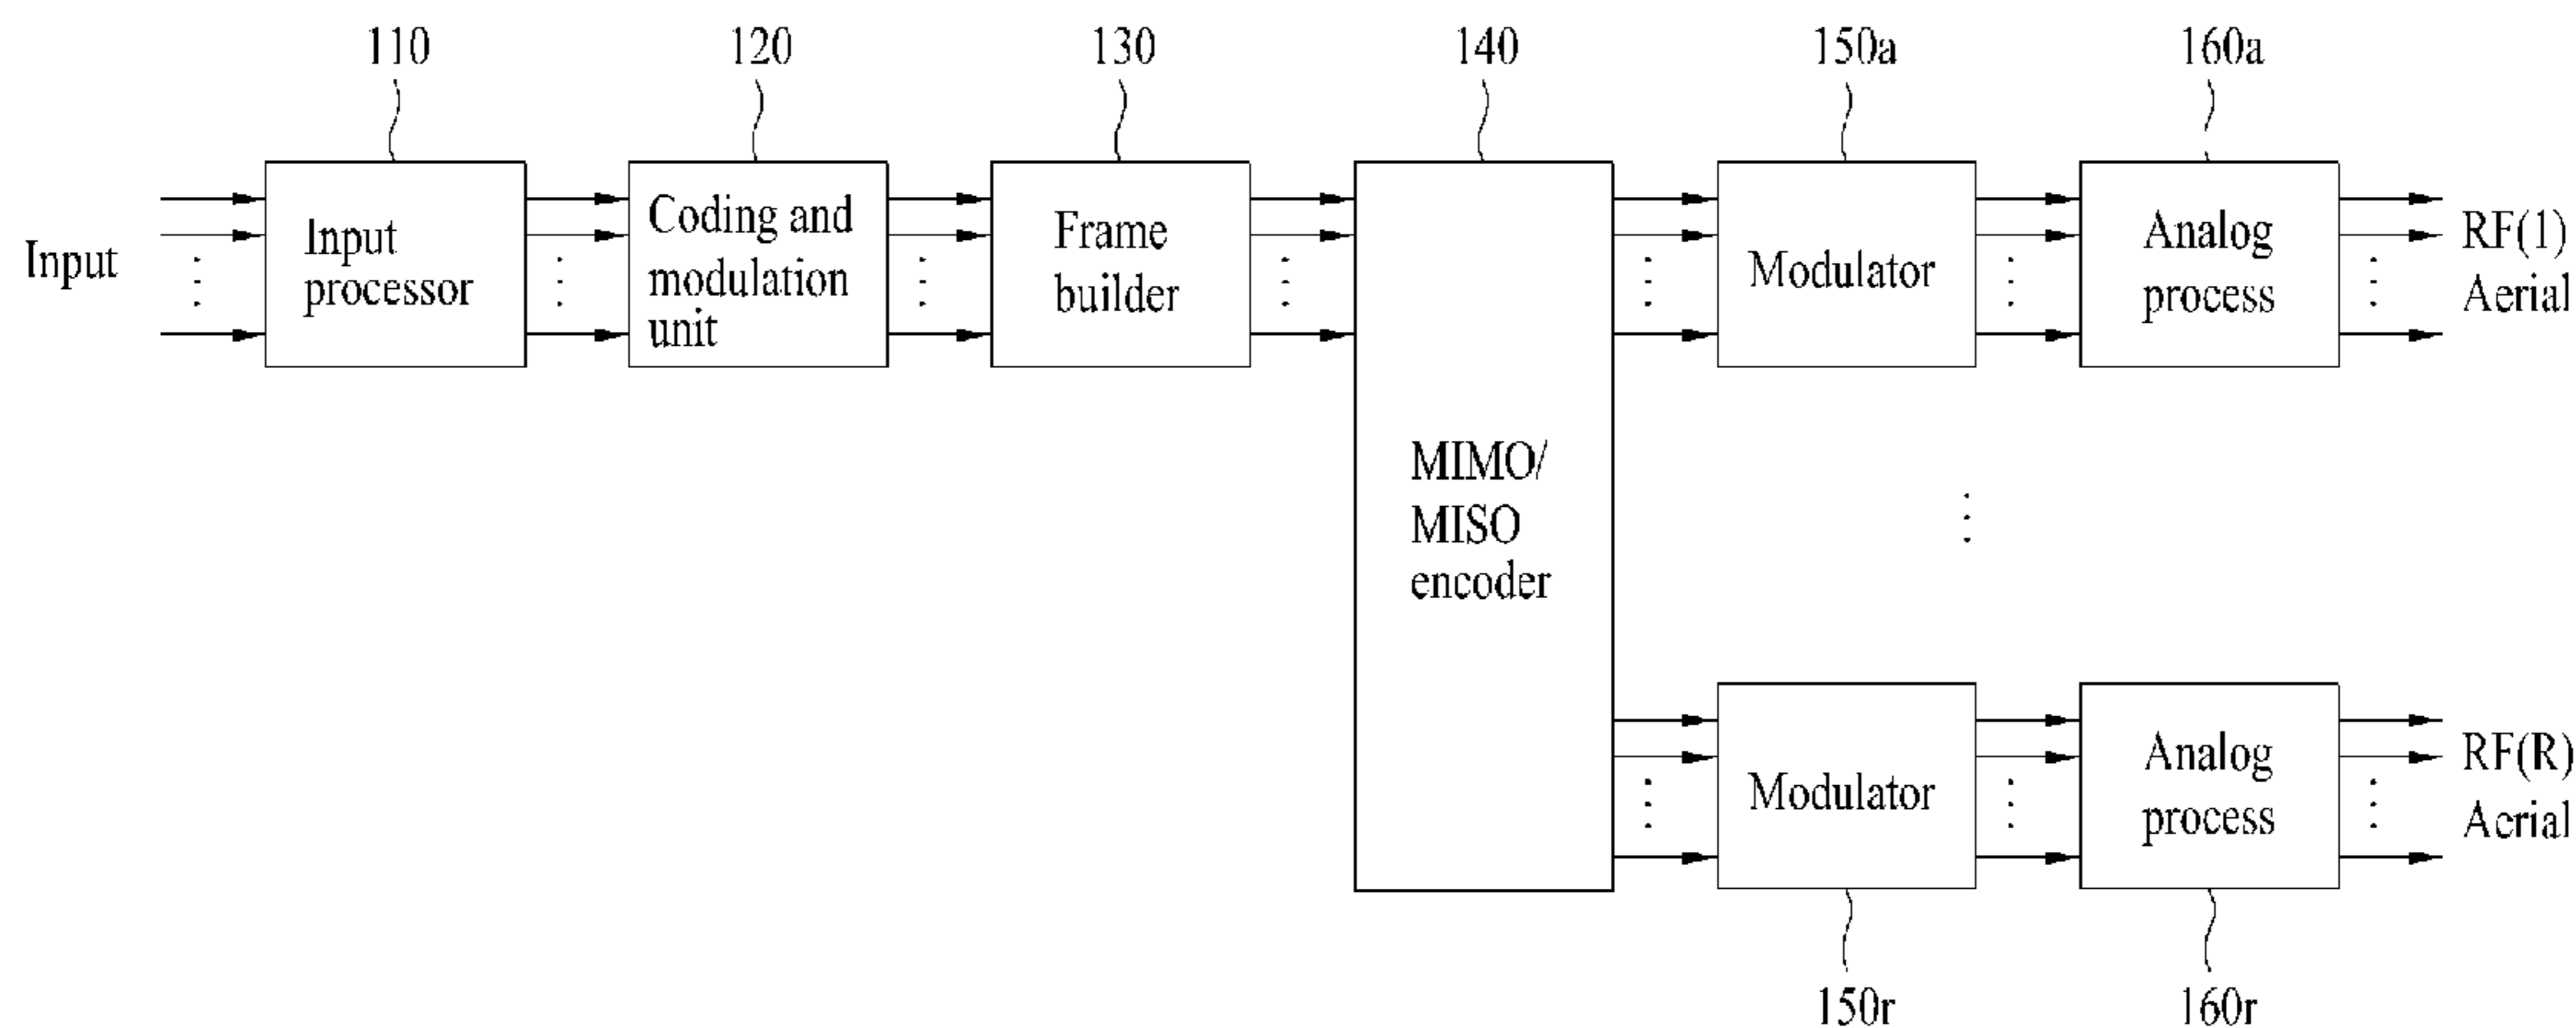 110
120
130
140
150a
160a
Input
Input
processor
Coding and
modulation
unit
Frame
builder
MIMO/
MISO
encoder
Modulator
Analog
process
RF(1)
Aerial
Modulator
Analog
process
RF(R)
Aerial
150r
160r